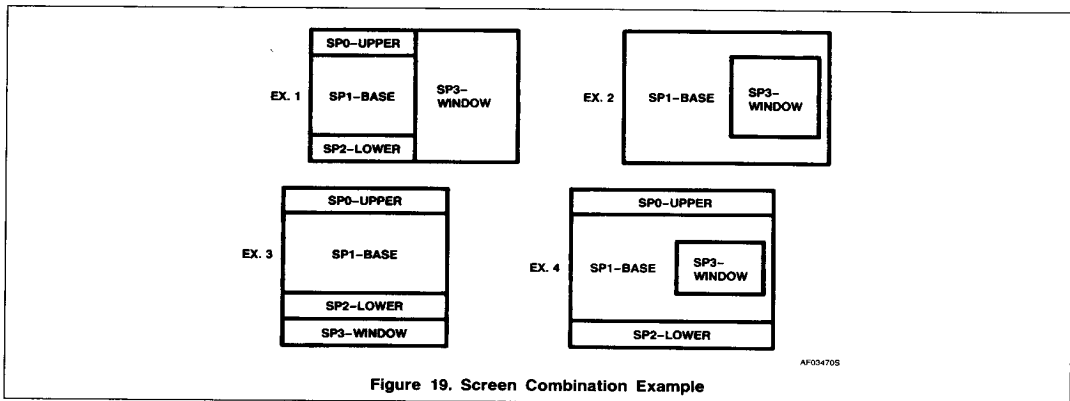 SP0-UPPER
EX. 1
SP1-BASE
SP3-
WINDOW
SP2-LOWER
EX. 2
SP1-BASE
SP3-
WINDOW
SP0-UPPER
EX. 3
SP1-BASE
SP2-LOWER
SP3-WINDOW
SP0-UPPER
EX. 4
SP1-BASE
SP3-
WINDOW
SP2-LOWER
AF03470S
Figure 19. Screen Combination Example